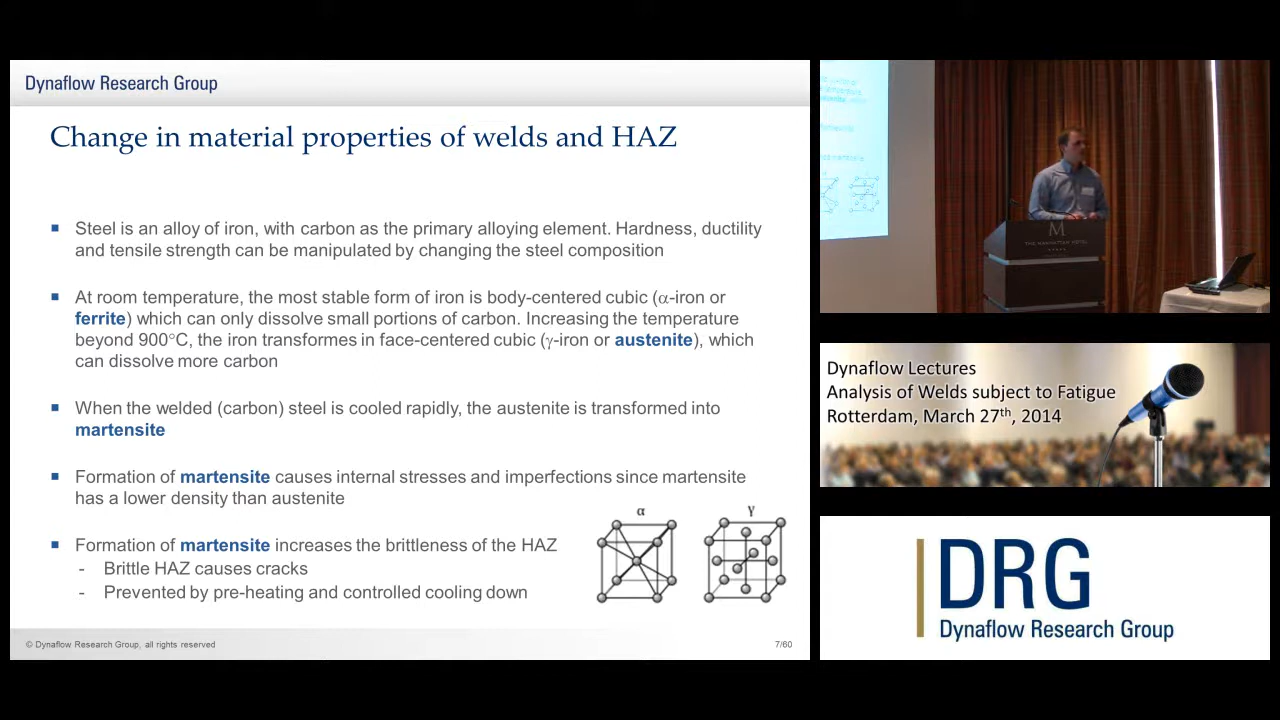 Dynaflow Research Group
Change in material properties of welds and HAZ
▪ Steel is an alloy of iron, with carbon as the primary alloying element. Hardness, ductility
and tensile strength can be manipulated by changing the steel composition
▪ At room temperature, the most stable form of iron is body-centered cubic (α-iron or
ferrite) which can only dissolve small portions of carbon. Increasing the temperature
beyond 900°C, the iron transformes in face-centered cubic (γ-iron or austenite), which
can dissolve more carbon
▪ When the welded (carbon) steel is cooled rapidly, the austenite is transformed into
martensite
▪ Formation of martensite causes internal stresses and imperfections since martensite
has a lower density than austenite
▪ Formation of martensite increases the brittleness of the HAZ
- Brittle HAZ causes cracks
- Prevented by pre-heating and controlled cooling down
α
γ
© Dynaflow Research Group, all rights reserved
7/60
M
THE MANHATTAN HOTEL
Dynaflow Lectures
Analysis of Welds subject to Fatigue
Rotterdam, March 27th, 2014
DRG
Dynaflow Research Group